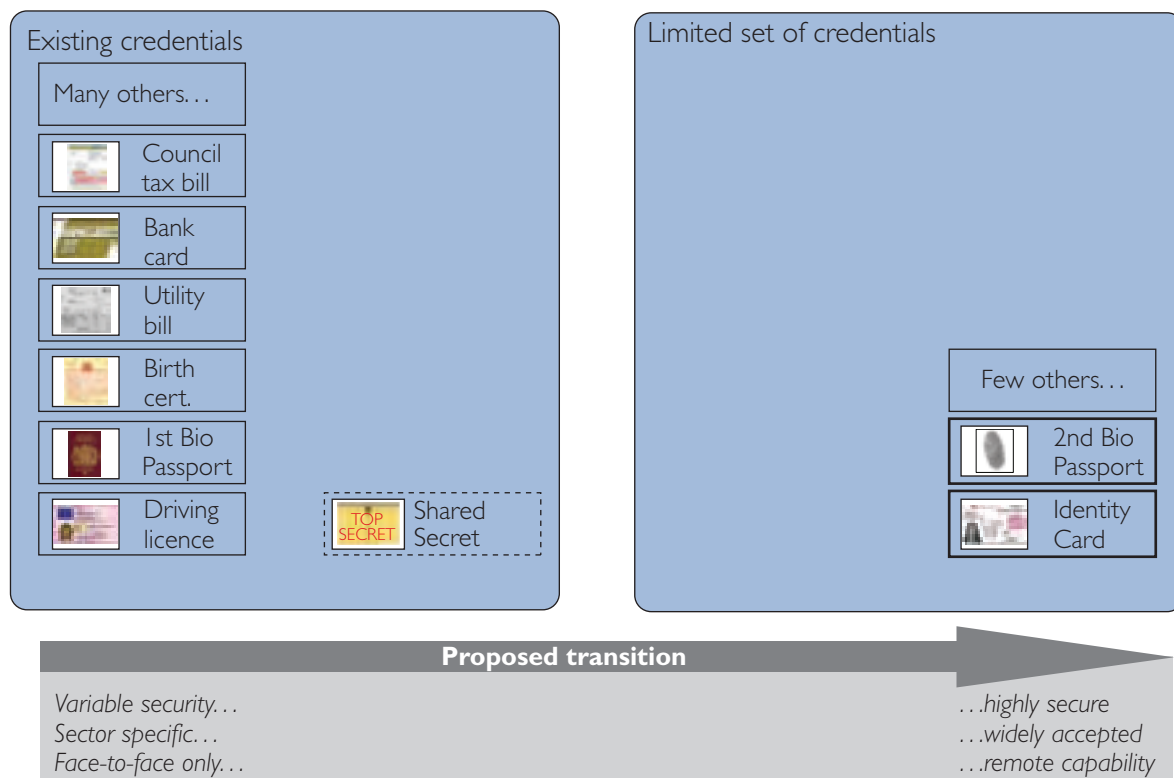 Existing credentials
Many others...
Council
tax bill
Bank
card
Utility
bill
Birth
cert.
1st Bio
Passport
Driving
licence
TOP
SECRET
Shared
Secret
Limited set of credentials
Few others...
2nd Bio
Passport
Identity
Card
Proposed transition
Variable security...
Sector specific...
Face-to-face only...
...highly secure
...widely accepted
...remote capability